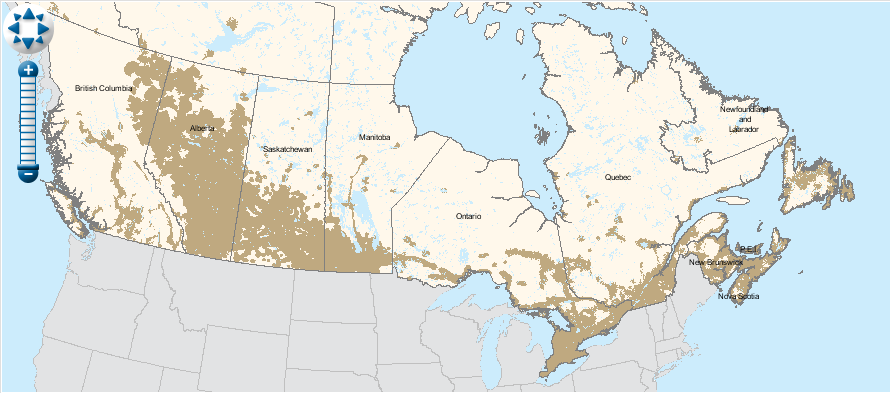 British Columbia
Alberta
Saskatchewan
Manitoba
Ontario
Quebec
Newfoundland
and
Labrador
P.E.I.
New Brunswick
Nova Scotia
+
−